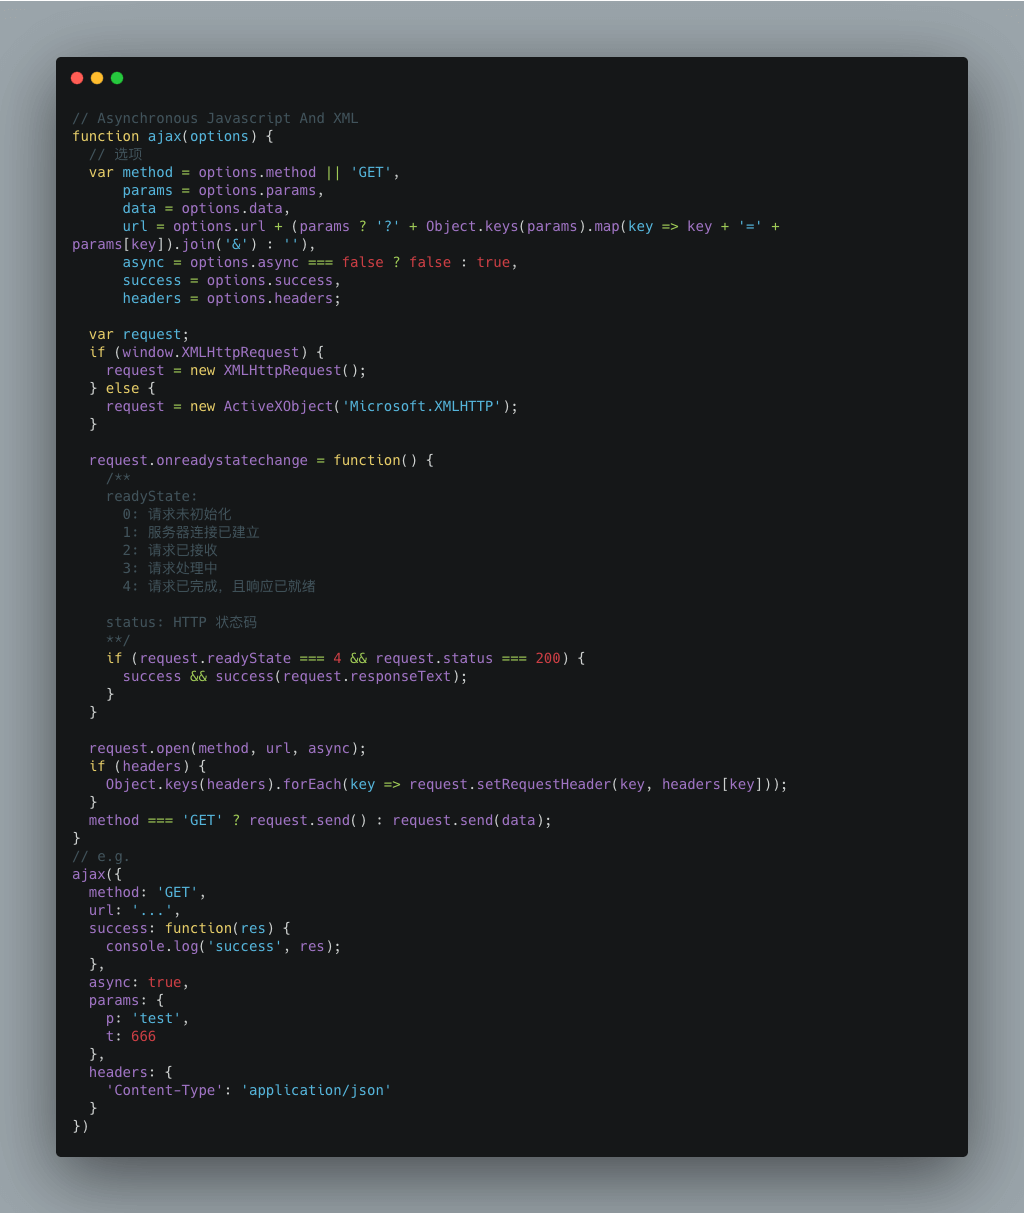 // Asynchronous Javascript And XML
function ajax(options) {
  // 选项
  var method = options.method || 'GET',
      params = options.params,
      data = options.data,
      url = options.url + (params ? '?' + Object.keys(params).map(key => key + '=' +
params[key]).join('&') : ''),
      async = options.async === false ? false : true,
      success = options.success,
      headers = options.headers;

  var request;
  if (window.XMLHttpRequest) {
    request = new XMLHttpRequest();
  } else {
    request = new ActiveXObject('Microsoft.XMLHTTP');
  }

  request.onreadystatechange = function() {
    /**
    readyState:
      0: 请求未初始化
      1: 服务器连接已建立
      2: 请求已接收
      3: 请求处理中
      4: 请求已完成，且响应已就绪

    status: HTTP 状态码
    **/
    if (request.readyState === 4 && request.status === 200) {
      success && success(request.responseText);
    }
  }

  request.open(method, url, async);
  if (headers) {
    Object.keys(headers).forEach(key => request.setRequestHeader(key, headers[key]));
  }
  method === 'GET' ? request.send() : request.send(data);
}
// e.g.
ajax({
  method: 'GET',
  url: '...',
  success: function(res) {
    console.log('success', res);
  },
  async: true,
  params: {
    p: 'test',
    t: 666
  },
  headers: {
    'Content-Type': 'application/json'
  }
})